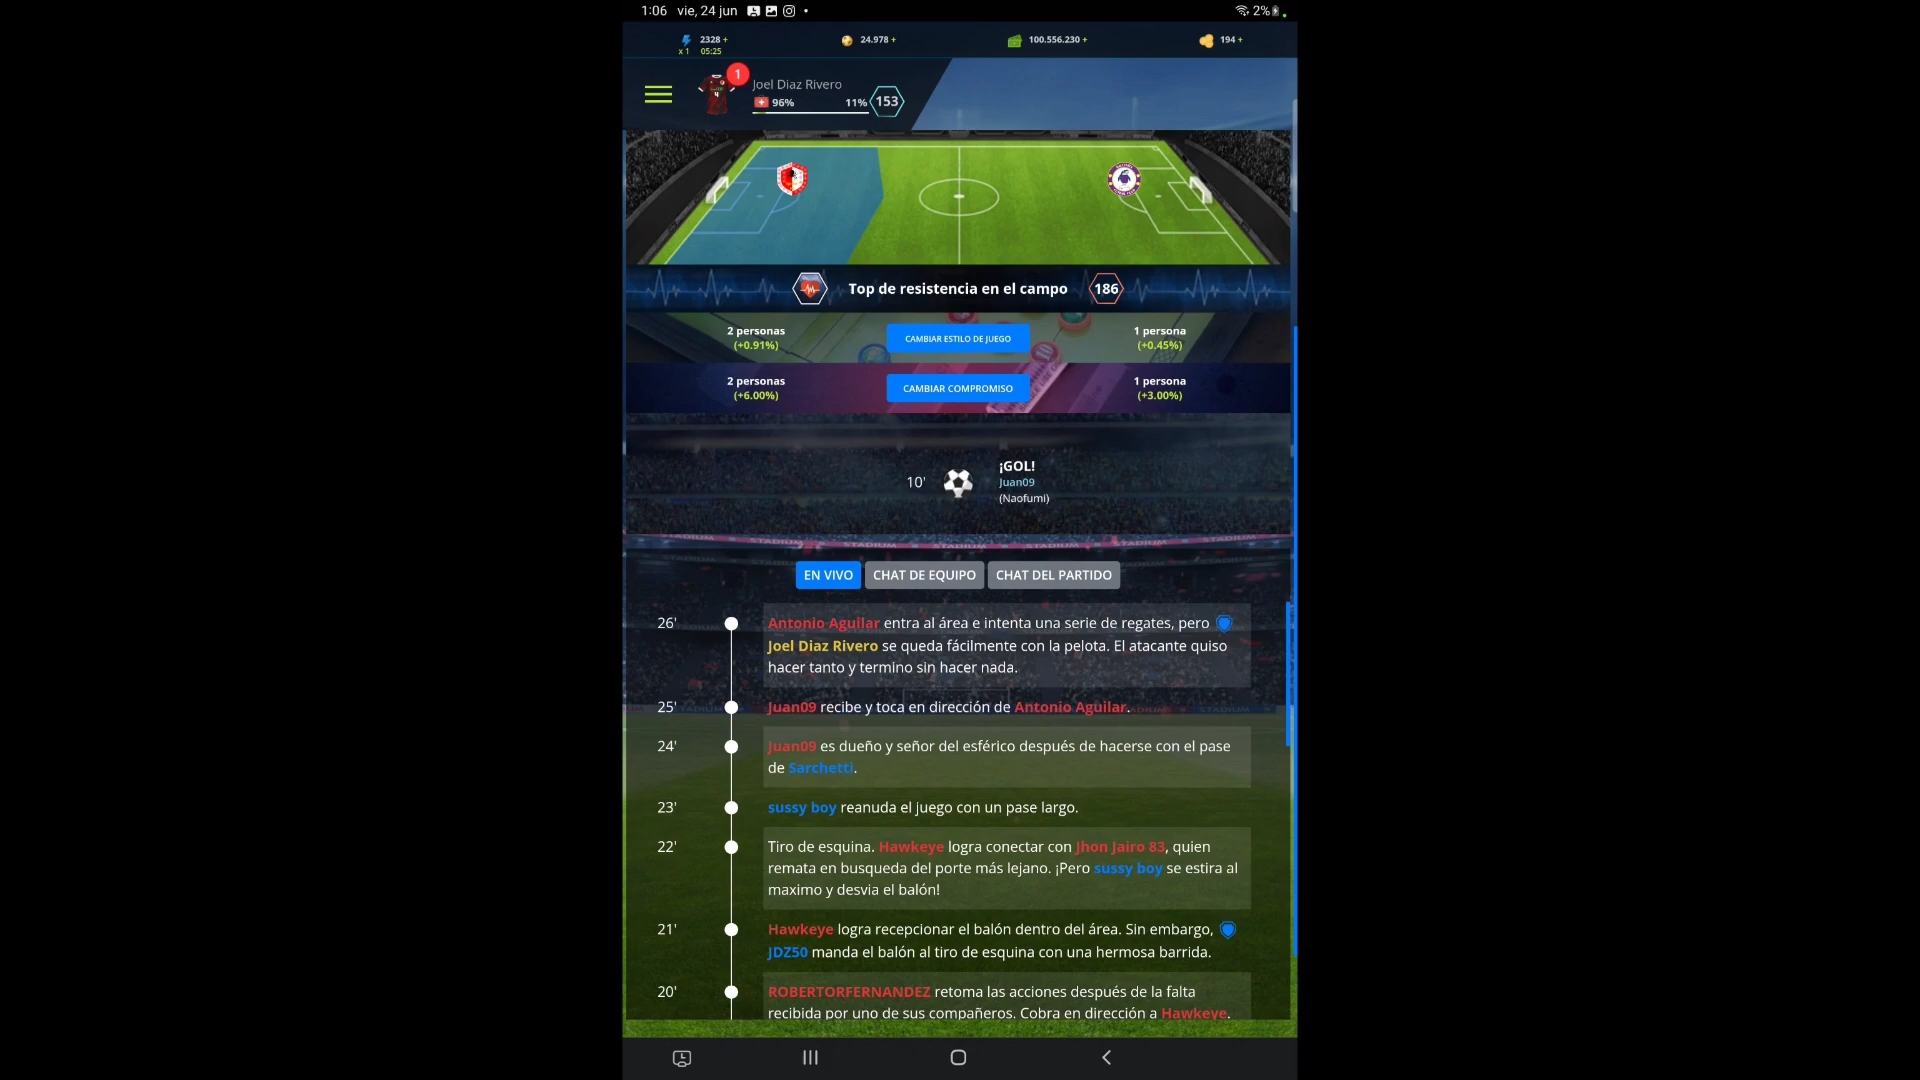 1:06 vie, 24 jun 2%
2328 + 24.978 + 100.556.230 + 194 +
x 1 05:25
1
Joel Diaz Rivero
96% 11% 153
4
Top de resistencia en el campo 186
2 personas CAMBIAR ESTILO DE JUEGO 1 persona
(+0.91%) (+0.45%)
2 personas CAMBIAR COMPROMISO 1 persona
(+6.00%) (+3.00%)
¡GOL!
10' Juan09
(Naofumi)
STADIUM STADIUM STADIUM STADIUM STADIUM
EN VIVO CHAT DE EQUIPO CHAT DEL PARTIDO
26' Antonio Aguilar entra al área e intenta una serie de regates, pero
Joel Diaz Rivero se queda fácilmente con la pelota. El atacante quiso
hacer tanto y termino sin hacer nada.
25' Juan09 recibe y toca en dirección de Antonio Aguilar.
24' Juan09 es dueño y señor del esférico después de hacerse con el pase
de Sarchetti.
23' sussy boy reanuda el juego con un pase largo.
22' Tiro de esquina. Hawkeye logra conectar con Jhon Jairo 83, quien
remata en busqueda del porte más lejano. ¡Pero sussy boy se estira al
maximo y desvia el balón!
21' Hawkeye logra recepcionar el balón dentro del área. Sin embargo,
JDZ50 manda el balón al tiro de esquina con una hermosa barrida.
20' ROBERTORFERNANDEZ retoma las acciones después de la falta
recibida por uno de sus compañeros. Cobra en dirección a Hawkeye.